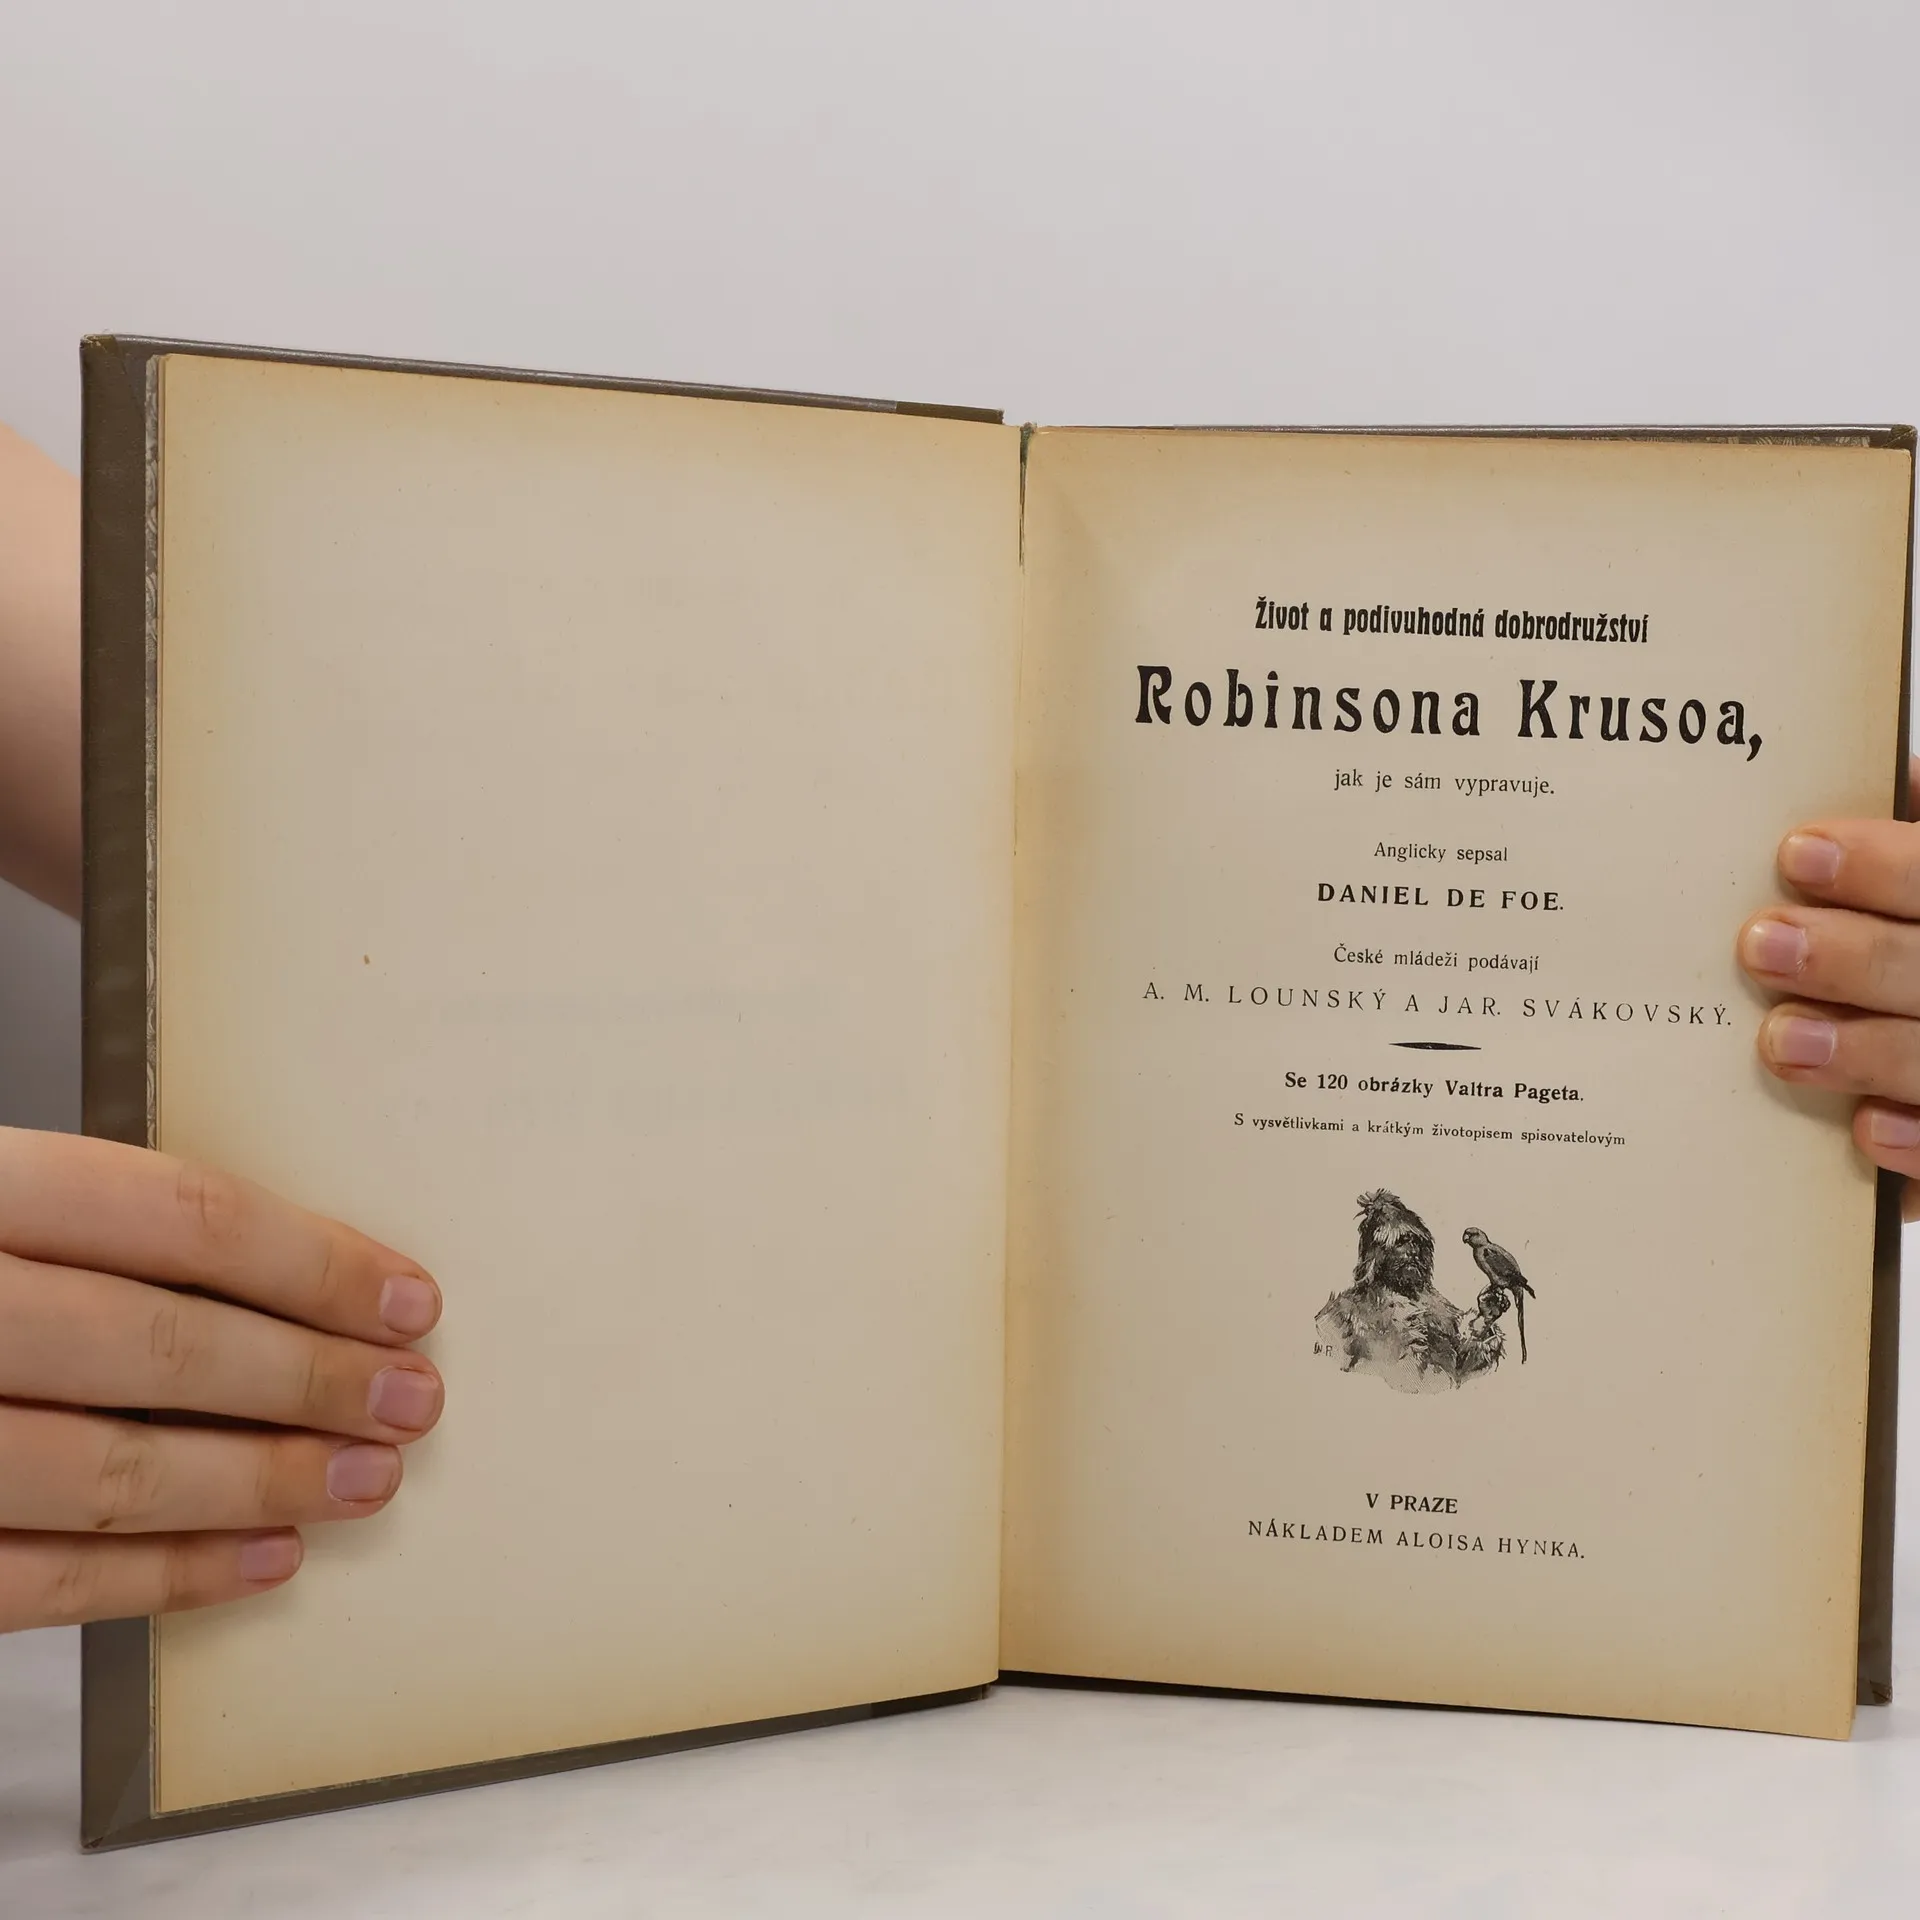 Život a podivuhodná dobrodružství
Robinsona Krusoa,
jak je sám vypravuje.
Anglicky sepsal
DANIEL DE FOE.
České mládeži podávají
A. M. LOUNSKÝ A JAR. SVÁKOVSKÝ.
Se 120 obrázky Valtra Pageta.
S vysvětlivkami a krátkým životopisem spisovatelovým
V PRAZE
NÁKLADEM ALOISA HYNKA.